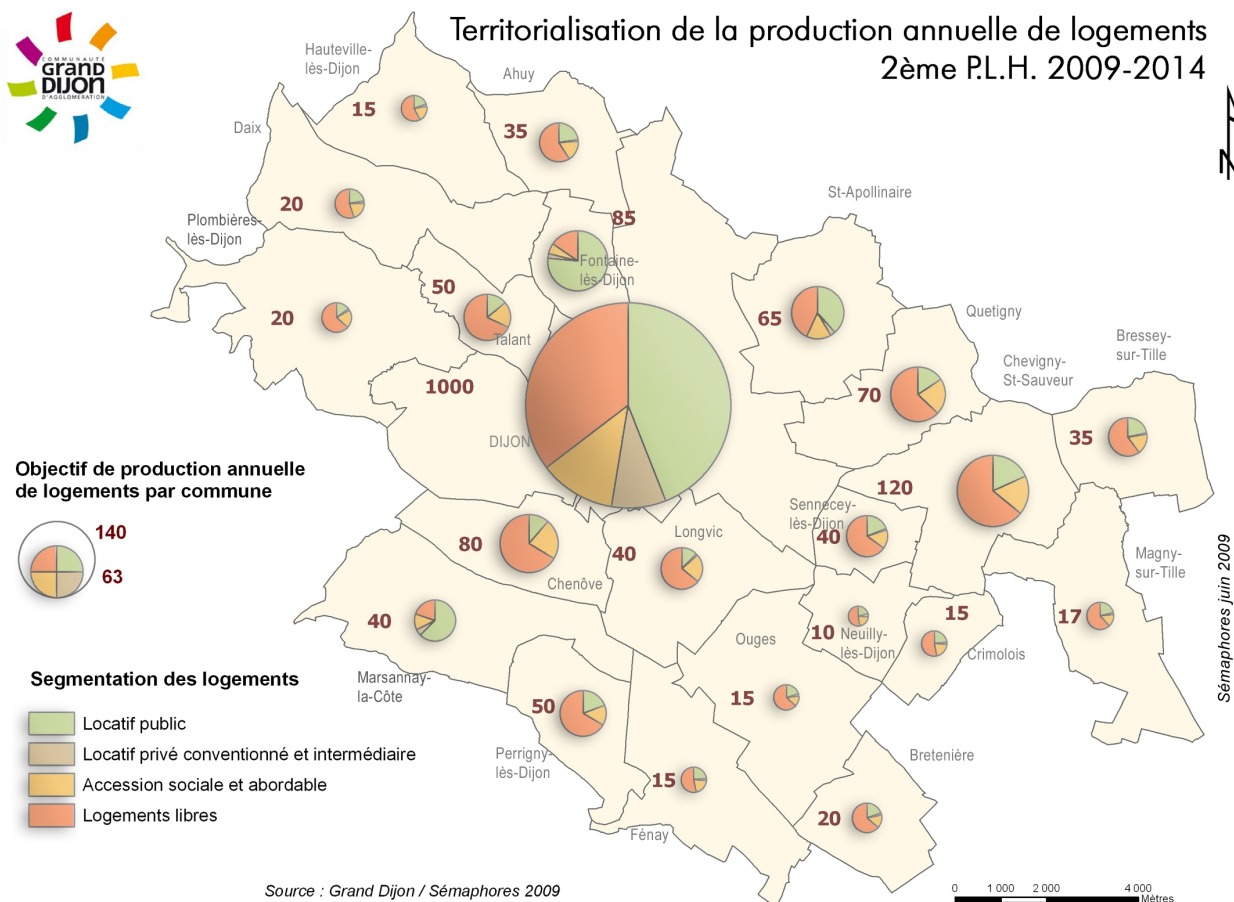 COMMUNAUTE
GRAND
DIJON
D'AGGLOMERATION
Territorialisation de la production annuelle de logements
2ème P.L.H. 2009-2014
N
Hauteville-
lès-Dijon
15
Ahuy
35
Daix
20
Plombières-
lès-Dijon
20
85
Fontaine-
lès-Dijon
50
Talant
St-Apollinaire
65
Quetigny
70
Chevigny-
St-Sauveur
120
Bressey-
sur-Tille
35
1000
DIJON
Objectif de production annuelle
de logements par commune
140
63
80
Chenôve
Longvic
40
Sennecey-
lès-Dijon
40
Magny-
sur-Tille
17
40
Marsannay-
la-Côte
10
Neuilly-
lès-Dijon
15
Crimolois
Ouges
15
50
Perrigny-
lès-Dijon
15
Fénay
Bretenière
20
Segmentation des logements
Locatif public
Locatif privé conventionné et intermédiaire
Accession sociale et abordable
Logements libres
Sémaphores juin 2009
Source : Grand Dijon / Sémaphores 2009
0 1 000 2 000 4 000
Mètres